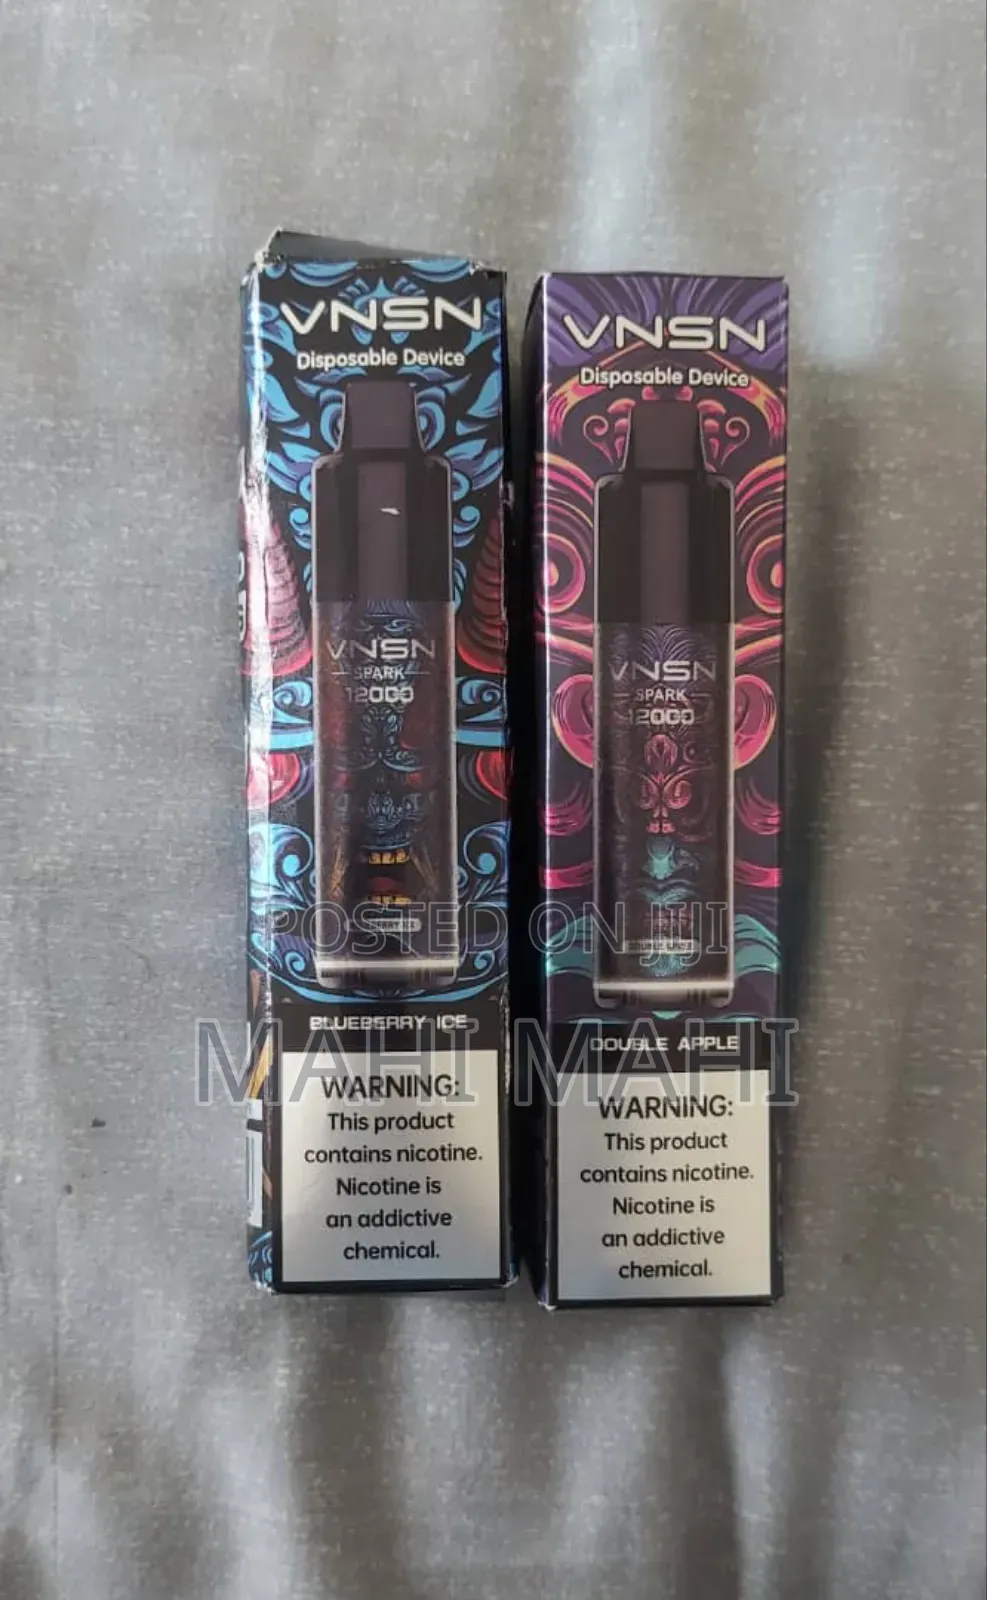 VNSN
Disposable Device
VNSN
SPARK
12000
BLUEBERRY ICE
WARNING:
This product
contains nicotine.
Nicotine is
an addictive
chemical.
VNSN
Disposable Device
VNSN
SPARK
12000
DOUBLE APPLE
DOUBLE APPLE
WARNING:
This product
contains nicotine.
Nicotine is
an addictive
chemical.
POSTED ON JIJI
MAHI MAHI